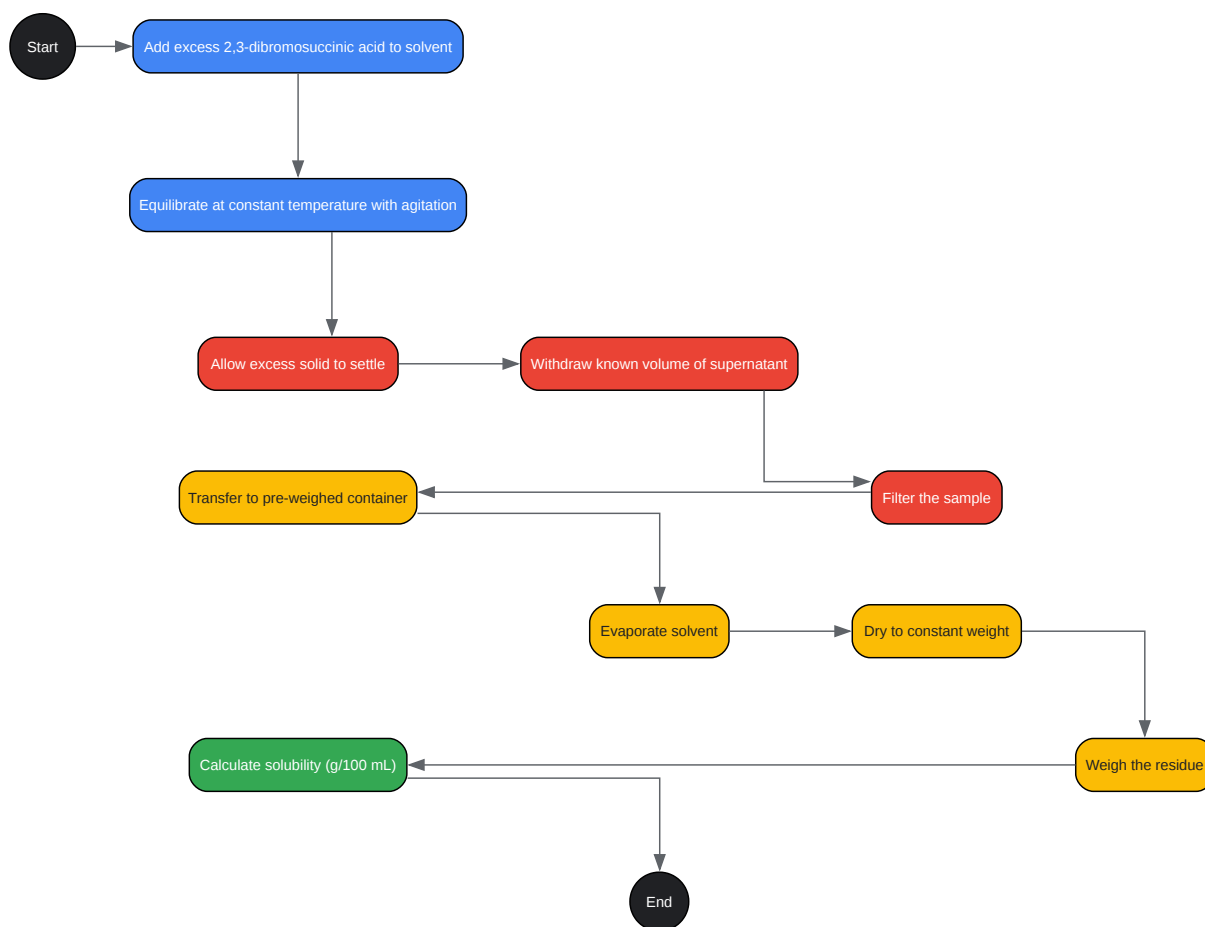 Start
Add excess 2,3-dibromosuccinic acid to solvent
Equilibrate at constant temperature with agitation
Allow excess solid to settle
Withdraw known volume of supernatant
Filter the sample
Transfer to pre-weighed container
Evaporate solvent
Dry to constant weight
Weigh the residue
Calculate solubility (g/100 mL)
End